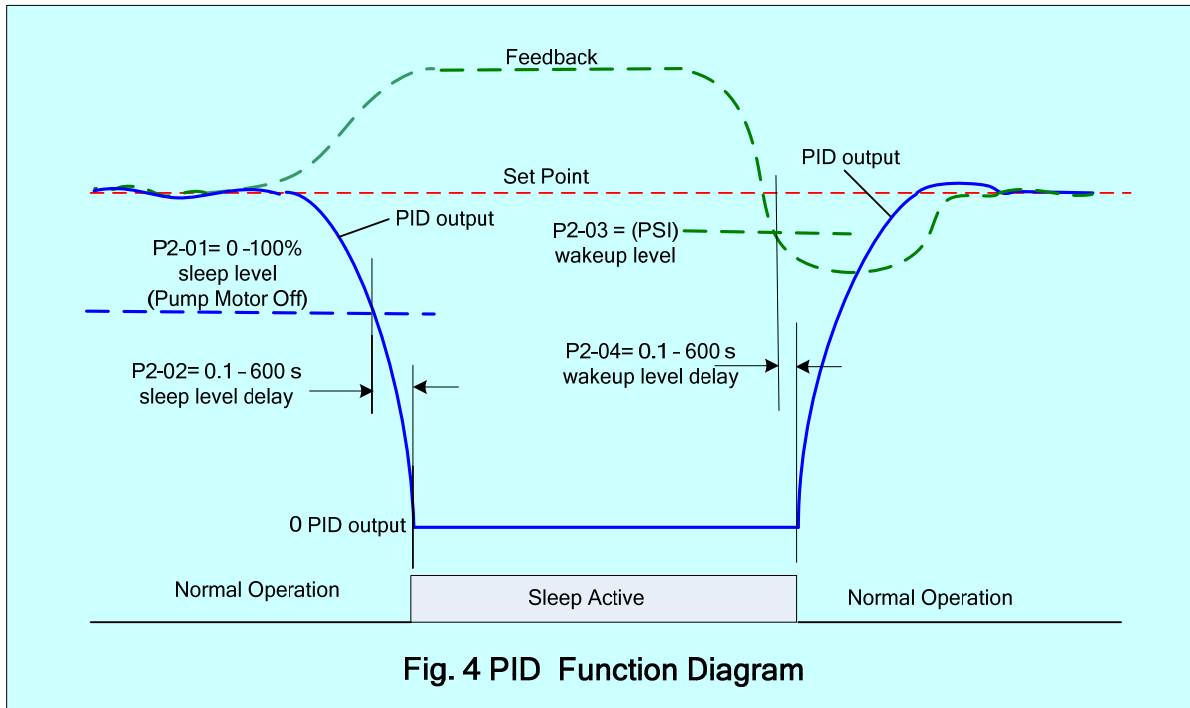 Feedback
PID output
Set Point
PID output
P2-01= 0 -100%
sleep level
(Pump Motor Off)
P2-03 = (PSI)
wakeup level
P2-02= 0.1 – 600 s
sleep level delay
P2-04= 0.1 – 600 s
wakeup level delay
0 PID output
Normal Operation
Sleep Active
Normal Operation
Fig. 4 PID Function Diagram